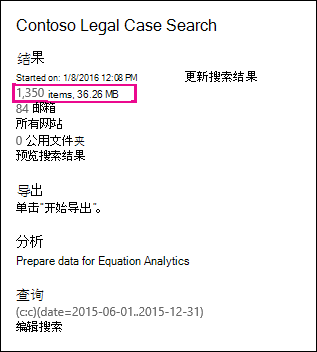 Contoso Legal Case Search
结果
Started on: 1/8/2016 12:08 PM
更新搜索结果
1,350 items, 36.26 MB
84 邮箱
所有网站
0 公用文件夹
预览搜索结果
导出
单击"开始导出"。
分析
Prepare data for Equation Analytics
查询
(c:c)(date=2015-06-01..2015-12-31)
编辑搜索